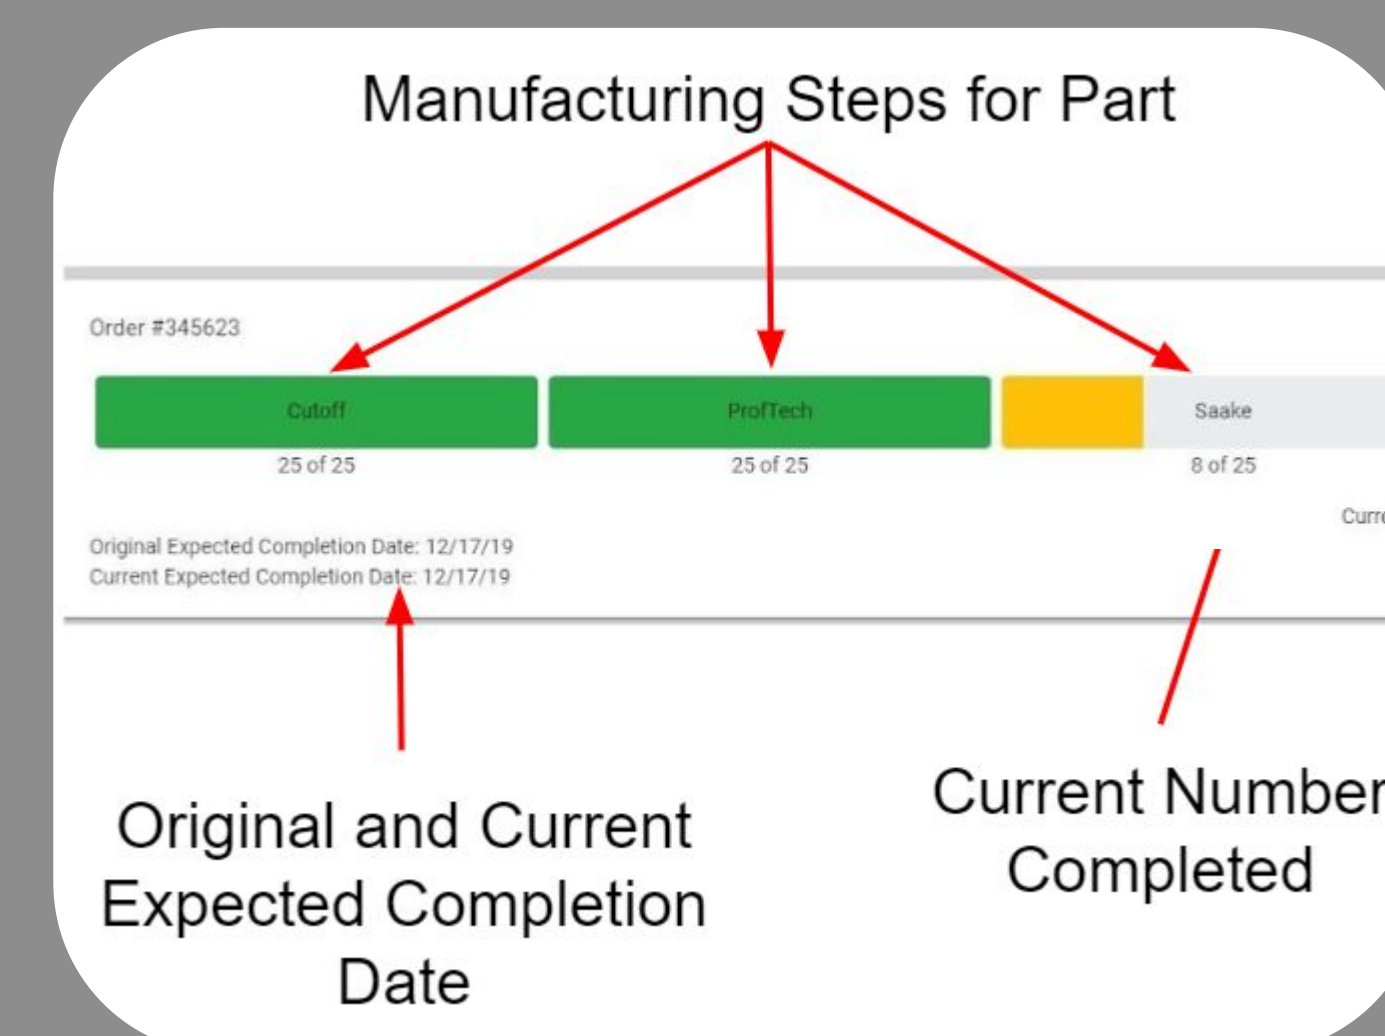 Manufacturing Steps for Part
Order #345623
Cutoff
ProfTech
Saake
25 of 25
25 of 25
8 of 25
Original Expected Completion Date: 12/17/19
Current Expected Completion Date: 12/17/19
Original and Current
Expected Completion
Date
Current Number
Completed